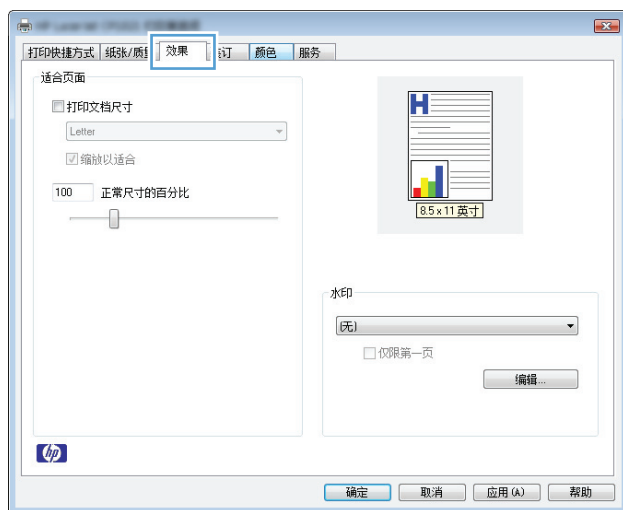 打印快捷方式 纸张/质 效果 订 颜色 服务
适合页面
打印文档尺寸
Letter
缩放以适合
100 正常尺寸的百分比
H
8.5 x 11 英寸
水印
(无)
仅限第一页
编辑...
hp
确定 取消 应用 (A) 帮助